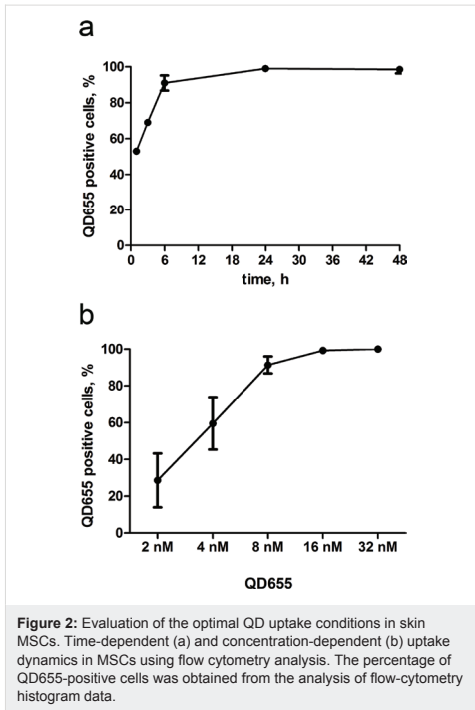 a
100
80
60
40
20
0
QD655 positive cells, %
0 6 12 18 24 30 36 42 48
time, h
b
100
80
60
40
20
0
QD655 positive cells, %
2 nM 4 nM 8 nM 16 nM 32 nM
QD655
Figure 2: Evaluation of the optimal QD uptake conditions in skin
MSCs. Time-dependent (a) and concentration-dependent (b) uptake
dynamics in MSCs using flow cytometry analysis. The percentage of
QD655-positive cells was obtained from the analysis of flow-cytometry
histogram data.